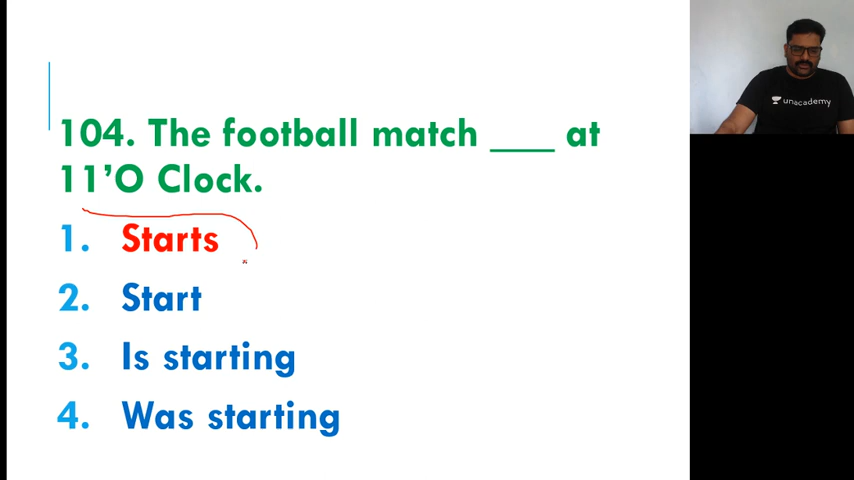 104. The football match ___ at
11'O Clock.
1. Starts
2. Start
3. Is starting
4. Was starting
unacademy